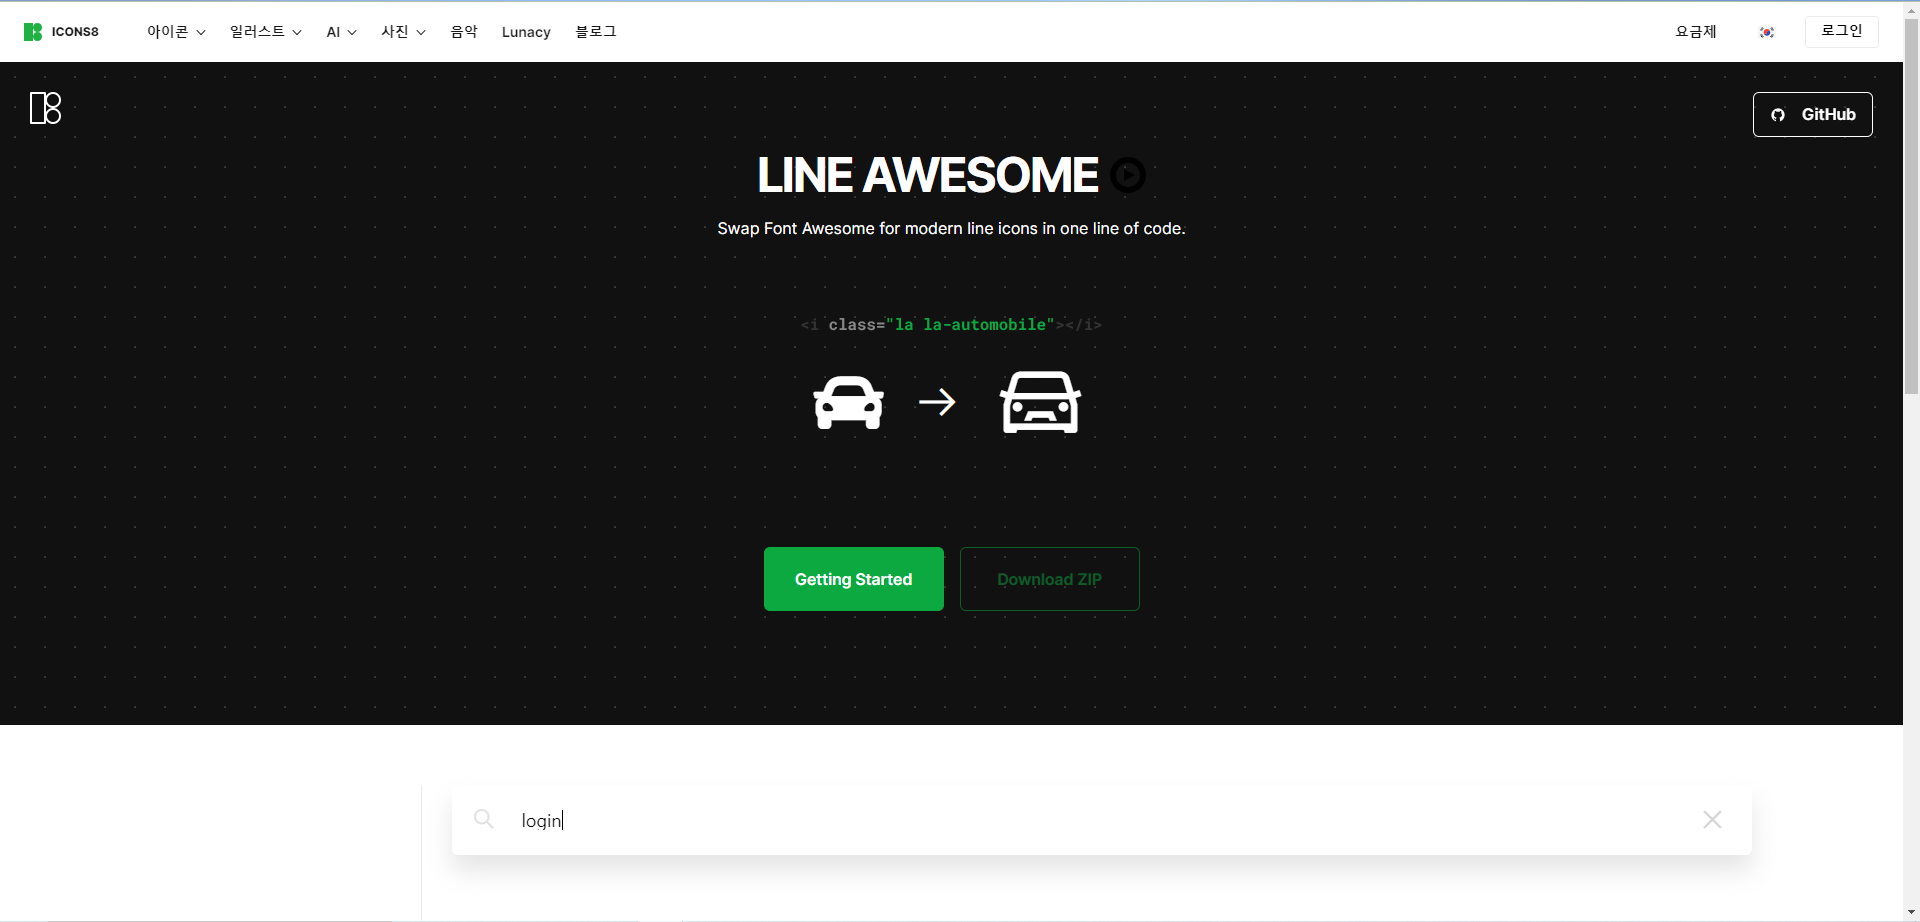 ICONS8 아이콘 일러스트 AI 사진 음악 Lunacy 블로그 요금제 로그인
GitHub
LINE AWESOME
Swap Font Awesome for modern line icons in one line of code.
<i class="la la-automobile"></i>
Getting Started Download ZIP
login